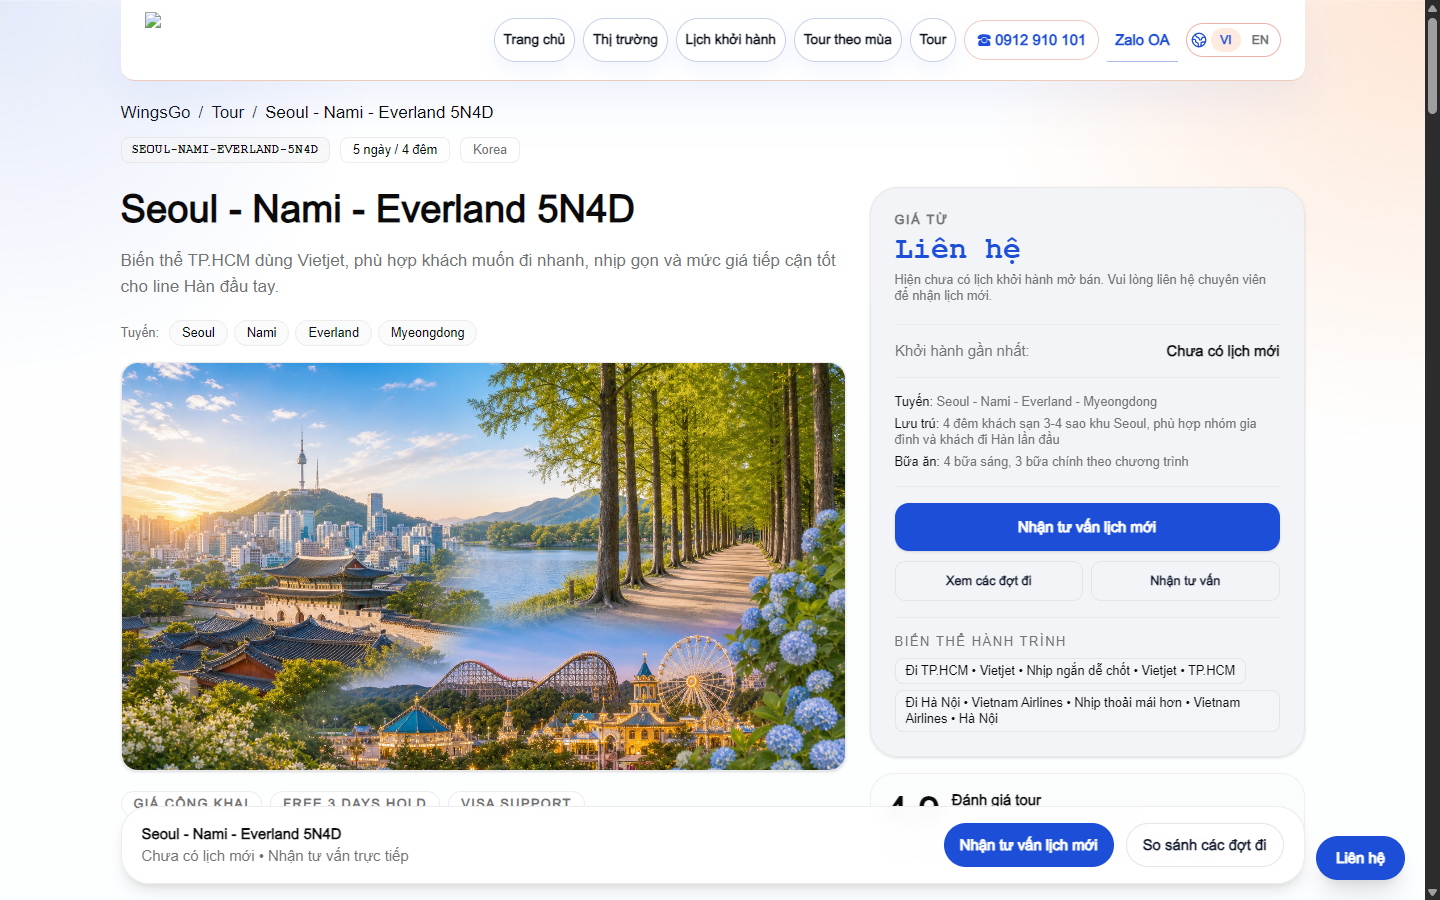 Trang chủ
Thị trường
Lịch khởi hành
Tour theo mùa
Tour
☎ 0912 910 101
Zalo OA
VI
EN
WingsGo / Tour / Seoul - Nami - Everland 5N4D
SEOUL-NAMI-EVERLAND-5N4D
5 ngày / 4 đêm
Korea
Seoul - Nami - Everland 5N4D
Biến thể TP.HCM dùng Vietjet, phù hợp khách muốn đi nhanh, nhịp gọn và mức giá tiếp cận tốt
cho line Hàn đầu tay.
Tuyến:
Seoul
Nami
Everland
Myeongdong
GIÁ CÔNG KHAI
FREE 3 DAYS HOLD
VISA SUPPORT
GIÁ TỪ
Liên hệ
Hiện chưa có lịch khởi hành mở bán. Vui lòng liên hệ chuyên viên
để nhận lịch mới.
Khởi hành gần nhất:
Chưa có lịch mới
Tuyến: Seoul - Nami - Everland - Myeongdong
Lưu trú: 4 đêm khách sạn 3-4 sao khu Seoul, phù hợp nhóm gia
đình và khách đi Hàn lần đầu
Bữa ăn: 4 bữa sáng, 3 bữa chính theo chương trình
Nhận tư vấn lịch mới
Xem các đợt đi
Nhận tư vấn
BIẾN THỂ HÀNH TRÌNH
Đi TP.HCM • Vietjet • Nhịp ngắn dễ chốt • Vietjet • TP.HCM
Đi Hà Nội • Vietnam Airlines • Nhịp thoải mái hơn • Vietnam
Airlines • Hà Nội
Đánh giá tour
Seoul - Nami - Everland 5N4D
Chưa có lịch mới • Nhận tư vấn trực tiếp
Nhận tư vấn lịch mới
So sánh các đợt đi
Liên hệ